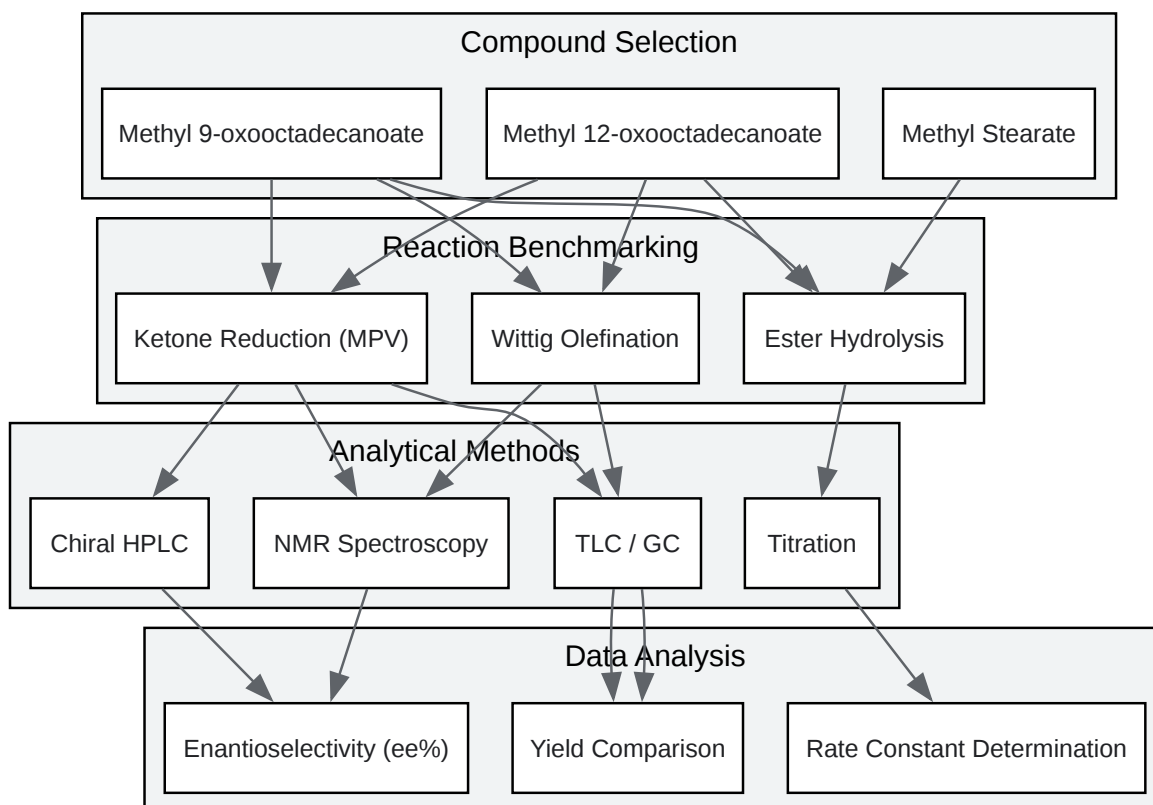 Compound Selection
Methyl 9-oxooctadecanoate
Methyl 12-oxooctadecanoate
Methyl Stearate
Reaction Benchmarking
Ketone Reduction (MPV)
Wittig Olefination
Ester Hydrolysis
Analytical Methods
Chiral HPLC
NMR Spectroscopy
TLC / GC
Titration
Data Analysis
Enantioselectivity (ee%)
Yield Comparison
Rate Constant Determination